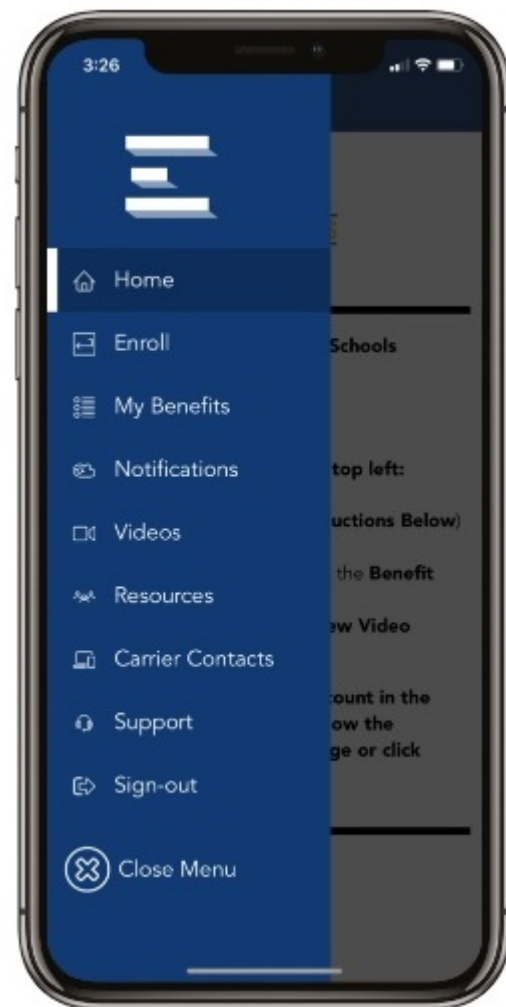 3:26
Home
Enroll
My Benefits
Notifications
Videos
Resources
Carrier Contacts
Support
Sign-out
Close Menu
Schools
top left:
uctions Below)
the Benefit
ew Video
count in the
ow the
ge or click